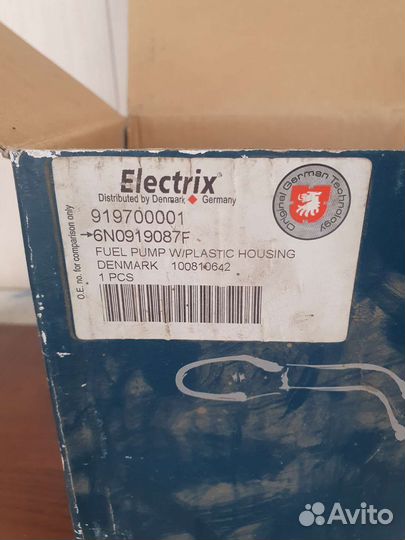 Electrix
Distributed by Denmark Germany
919700001
6N0919087F
FUEL PUMP W/PLASTIC HOUSING
DENMARK 100810642
1 PCS
O.E. no. for comparison only
Original German Technology
Avito